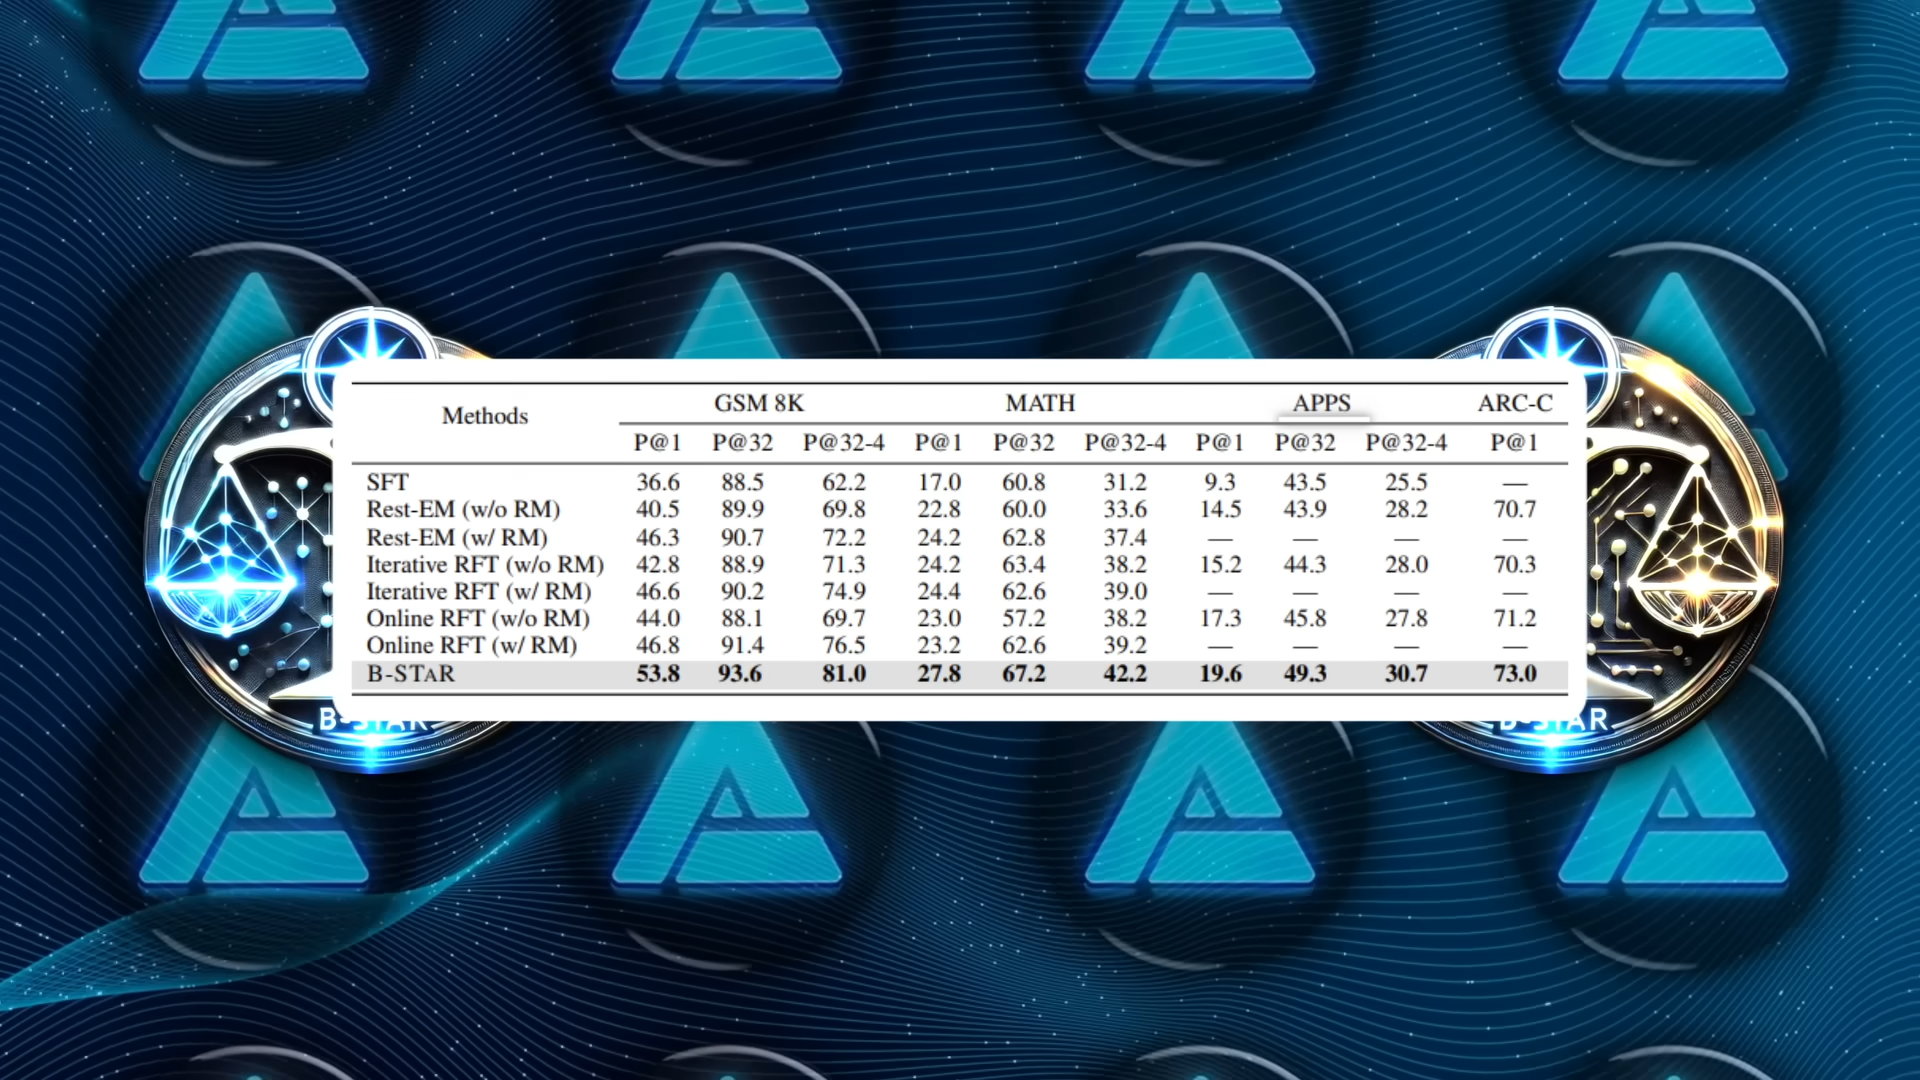 Methods GSM 8K MATH APPS ARC-C
P@1 P@32 P@32-4 P@1 P@32 P@32-4 P@1 P@32 P@32-4 P@1
SFT 36.6 88.5 62.2 17.0 60.8 31.2 9.3 43.5 25.5 —
Rest-EM (w/o RM) 40.5 89.9 69.8 22.8 60.0 33.6 14.5 43.9 28.2 70.7
Rest-EM (w/ RM) 46.3 90.7 72.2 24.2 62.8 37.4 — — — —
Iterative RFT (w/o RM) 42.8 88.9 71.3 24.2 63.4 38.2 15.2 44.3 28.0 70.3
Iterative RFT (w/ RM) 46.6 90.2 74.9 24.4 62.6 39.0 — — — —
Online RFT (w/o RM) 44.0 88.1 69.7 23.0 57.2 38.2 17.3 45.8 27.8 71.2
Online RFT (w/ RM) 46.8 91.4 76.5 23.2 62.6 39.2 — — — —
B-STAR 53.8 93.6 81.0 27.8 67.2 42.2 19.6 49.3 30.7 73.0
B-STAR
B-STAR